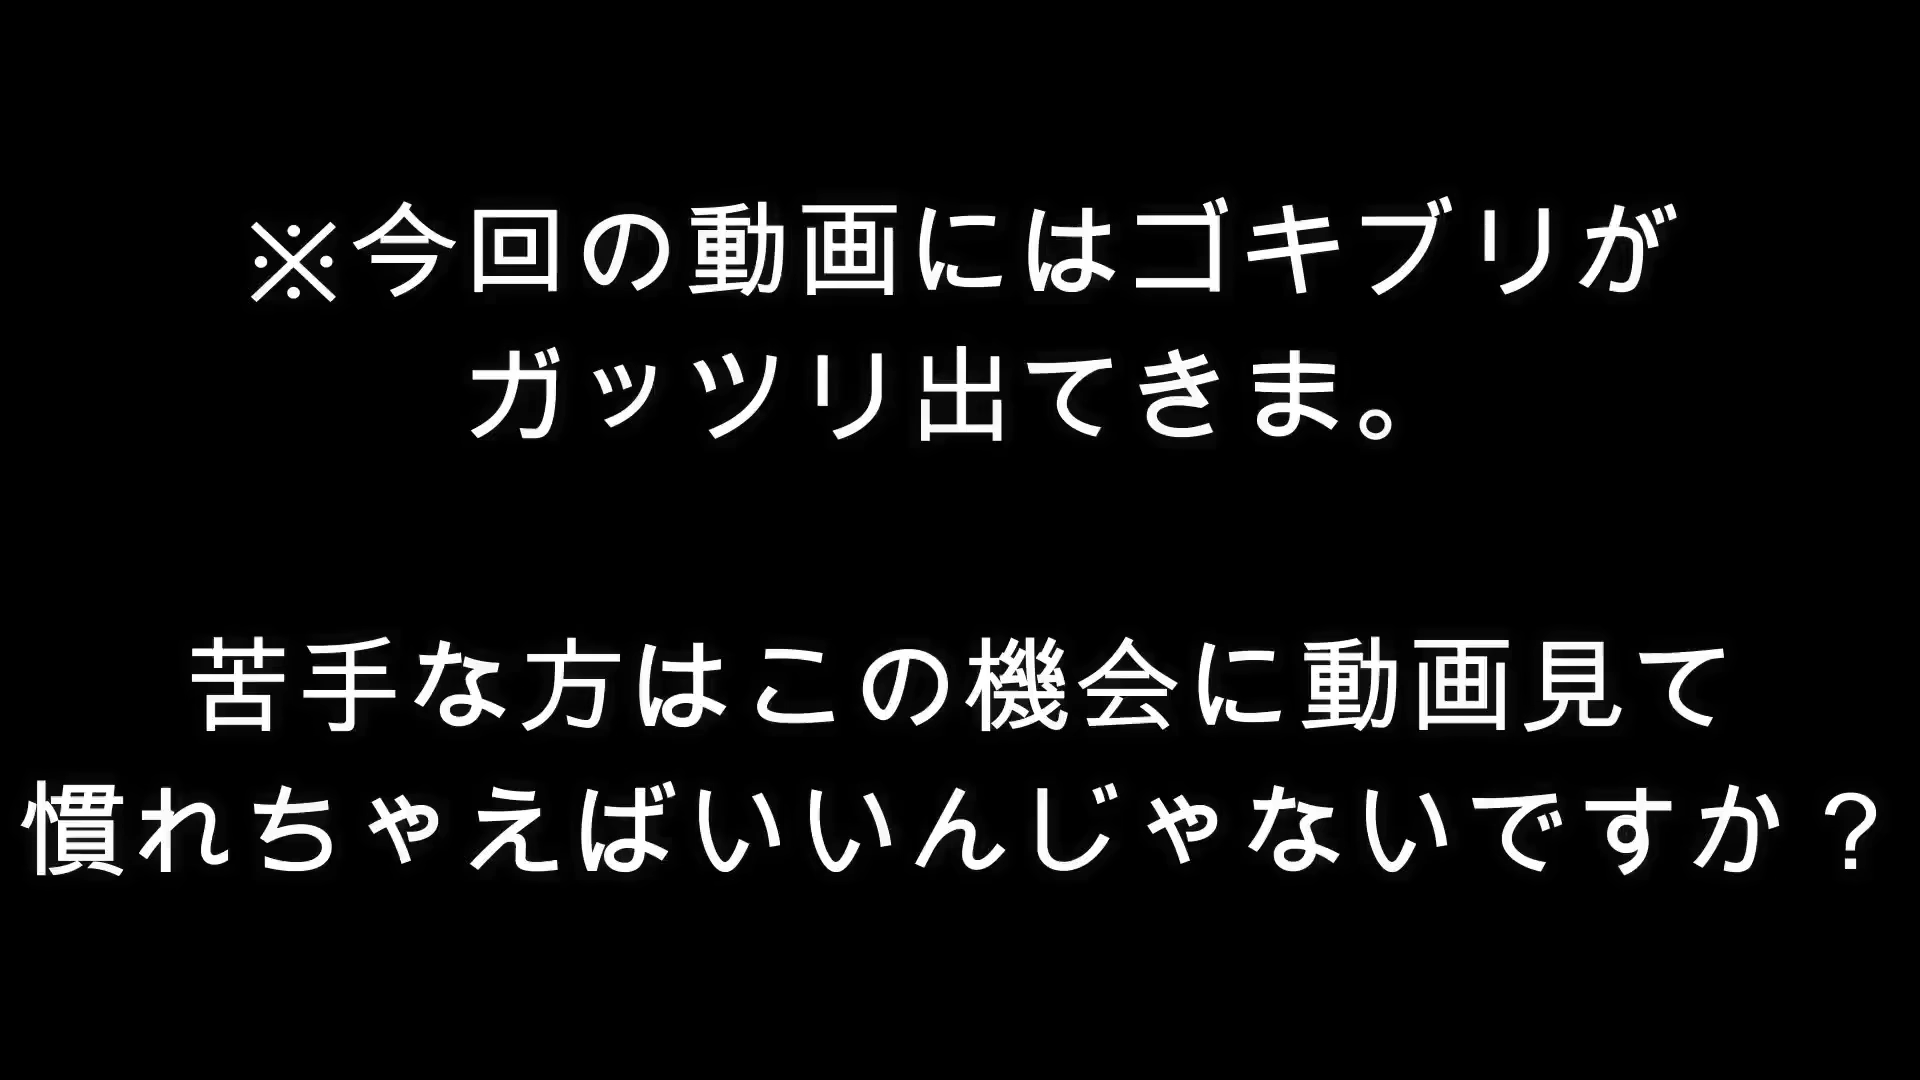 ※今回の動画にはゴキブリが
ガッツリ出てきま。
苦手な方はこの機会に動画見て
慣れちゃえばいいんじゃないですか？